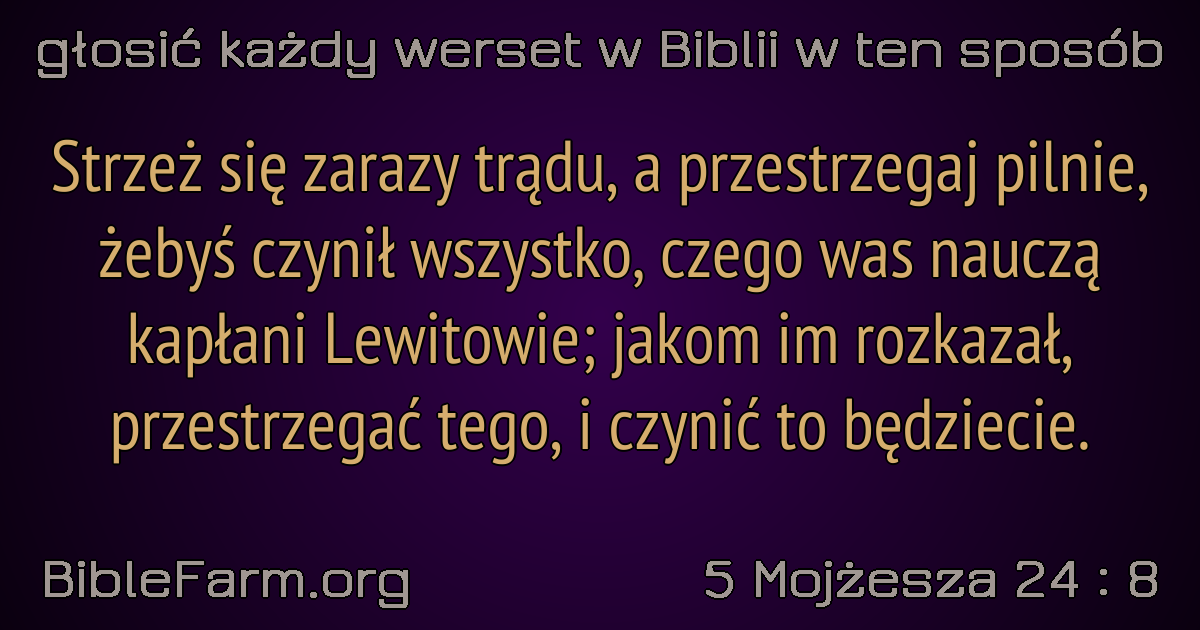 głosić każdy werset w Biblii w ten sposób
Strzeż się zarazy trądu, a przestrzegaj pilnie,
żebyś czynił wszystko, czego was nauczą
kapłani Lewitowie; jakom im rozkazał,
przestrzegać tego, i czynić to będziecie.
BibleFarm.org
5 Mojżesza 24 : 8